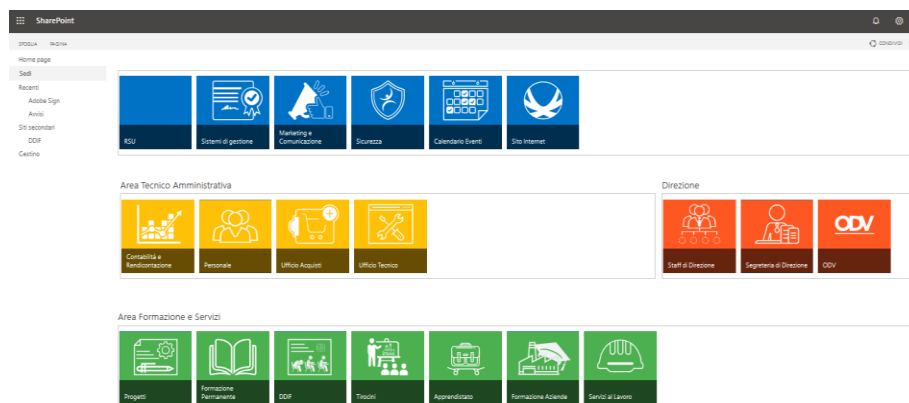 SharePoint
SFOGLIA PAGINA
CONDIVIDI
Home page
Sedi
Recenti
Adobe Sign
Avvisi
Siti secondari
DDIF
Cestino
RSU
Sistemi di gestione
Marketing e
Comunicazione
Sicurezza
Calendario Eventi
Sito Internet
Area Tecnico Amministrativa
Contabilità e
Rendicontazione
Personale
Ufficio Acquisti
Ufficio Tecnico
Direzione
Staff di Direzione
Segreteria di Direzione
ODV
ODV
Area Formazione e Servizi
Progetti
Formazione
Permanente
DDIF
Tirocini
Apprendistato
Formazione Aziende
Servizi al Lavoro